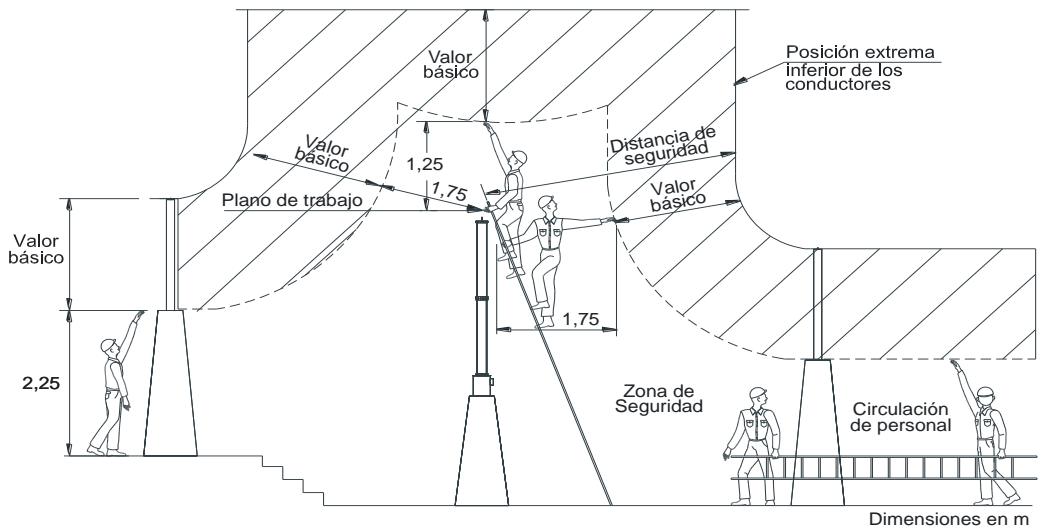 Valor
básico
Posición extrema
inferior de los
conductores
Valor
básico
1,25
1,75
Distancia de
seguridad
Plano de trabajo
Valor
básico
Valor
básico
1,75
2,25
Zona de
Seguridad
Circulación
de personal
Dimensiones en m